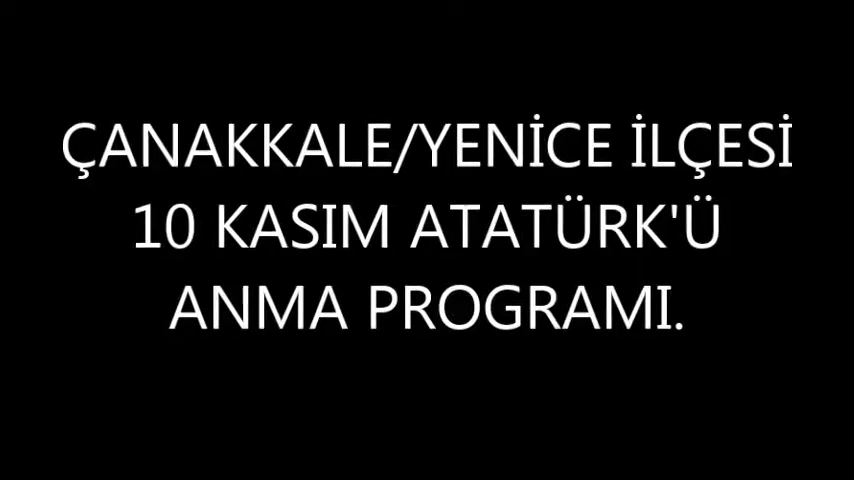 ÇANAKKALE/YENİCE İLÇESİ
10 KASIM ATATÜRK'Ü
ANMA PROGRAMI.